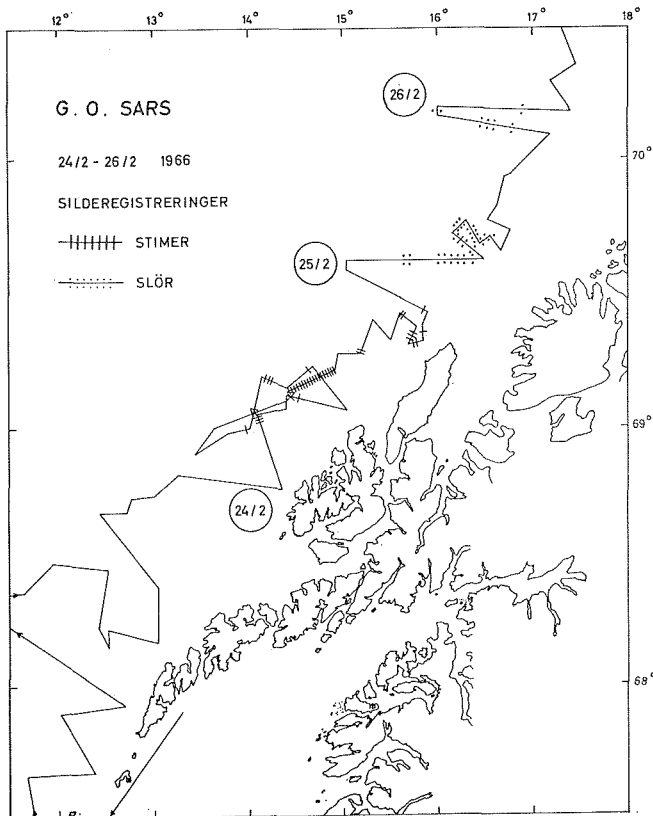 12° 13° 14° 15° 16° 17° 18°
26/2
G. O. SARS
24/2 - 26/2 1966
70°
SILDEREGISTRERINGER
STIMER
25/2
SLÖR
69°
24/2
68°